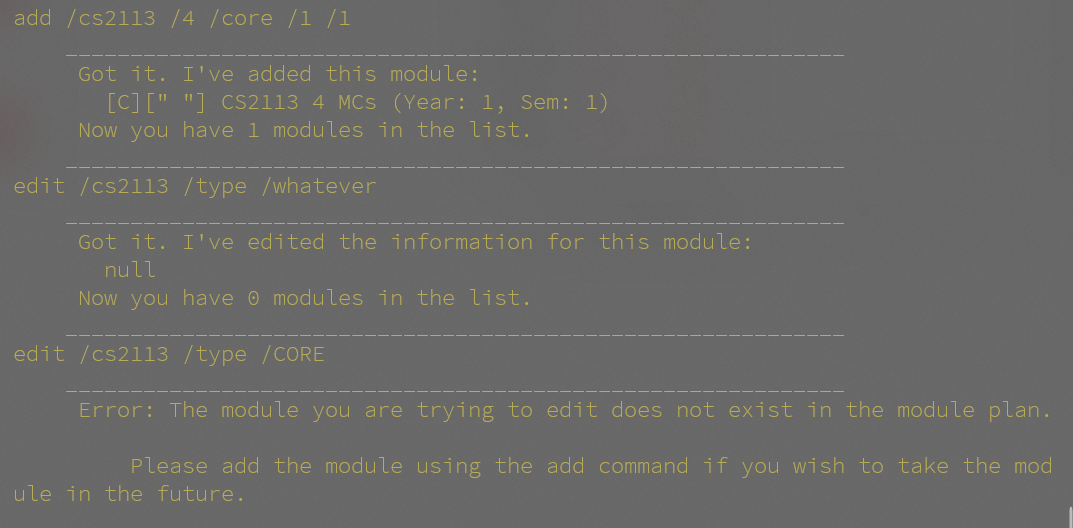 add /cs2113 /4 /core /1 /1
____________________________________________________________
Got it. I've added this module:
[C][" "] CS2113 4 MCs (Year: 1, Sem: 1)
Now you have 1 modules in the list.
____________________________________________________________
edit /cs2113 /type /whatever
____________________________________________________________
Got it. I've edited the information for this module:
null
Now you have 0 modules in the list.
____________________________________________________________
edit /cs2113 /type /CORE
____________________________________________________________
Error: The module you are trying to edit does not exist in the module plan.
Please add the module using the add command if you wish to take the mod
ule in the future.